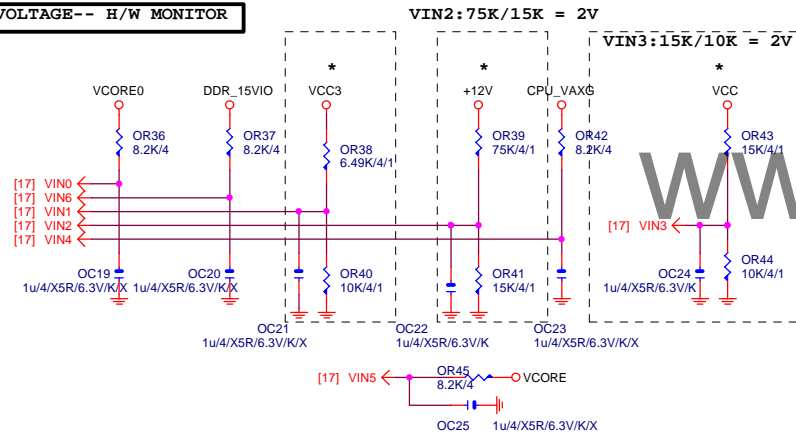 VOLTAGE-- H/W MONITOR
VIN2:75K/15K = 2V
VIN3:15K/10K = 2V
*
*
*
VCORE0
DDR_15VIO
VCC3
+12V
CPU_VAXG
VCC
OR36
8.2K/4
OR37
8.2K/4
OR38
6.49K/4/1
OR39
75K/4/1
OR42
8.2K/4
OR43
15K/4/1
[17] VIN0
[17] VIN6
[17] VIN1
[17] VIN2
[17] VIN4
[17] VIN3
OC19
1u/4/X5R/6.3V/K/X
OC20
1u/4/X5R/6.3V/K/X
OR40
10K/4/1
OR41
15K/4/1
OC24
1u/4/X5R/6.3V/K
OR44
10K/4/1
OC21
1u/4/X5R/6.3V/K/X
OC22
1u/4/X5R/6.3V/K
OC23
1u/4/X5R/6.3V/K/X
[17] VIN5
OR45
8.2K/4
VCORE
OC25
1u/4/X5R/6.3V/K/X